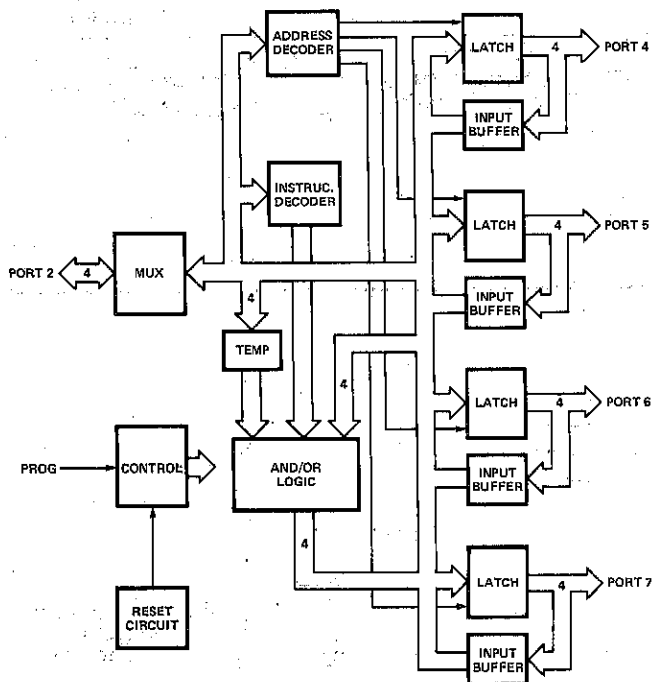 ADDRESS
DECODER
LATCH
4
PORT 4
INPUT
BUFFER
INSTRUC.
DECODER
LATCH
4
PORT 5
PORT 2
4
MUX
INPUT
BUFFER
4
TEMP
4
LATCH
4
PORT 6
PROG
CONTROL
AND/OR
LOGIC
INPUT
BUFFER
4
LATCH
4
PORT 7
RESET
CIRCUIT
INPUT
BUFFER